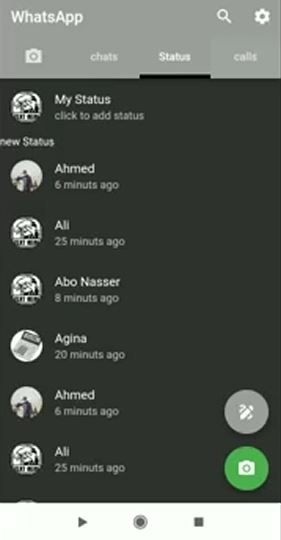 WhatsApp
chats Status calls
My Status
click to add status
new Status
Ahmed
6 minuts ago
Ali
25 minuts ago
Abo Nasser
8 minuts ago
Agina
20 minuts ago
Ahmed
6 minuts ago
Ali
25 minuts ago